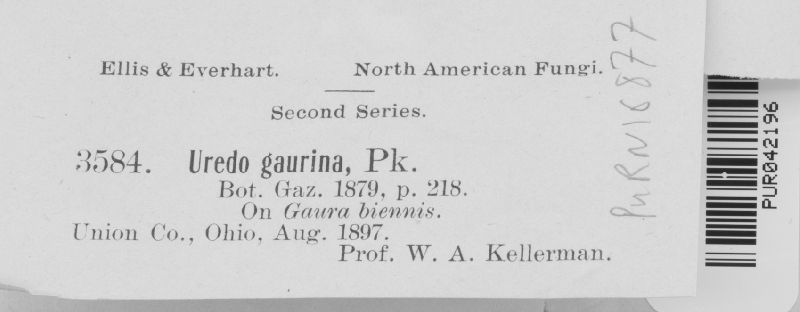 Ellis & Everhart. North American Fungi.
Second Series.
3584. Uredo gaurina, Pk.
Bot. Gaz. 1879, p. 218.
On Gaura biennis.
Union Co., Ohio, Aug. 1897.
Prof. W. A. Kellerman.
PURN16877
PUR042196